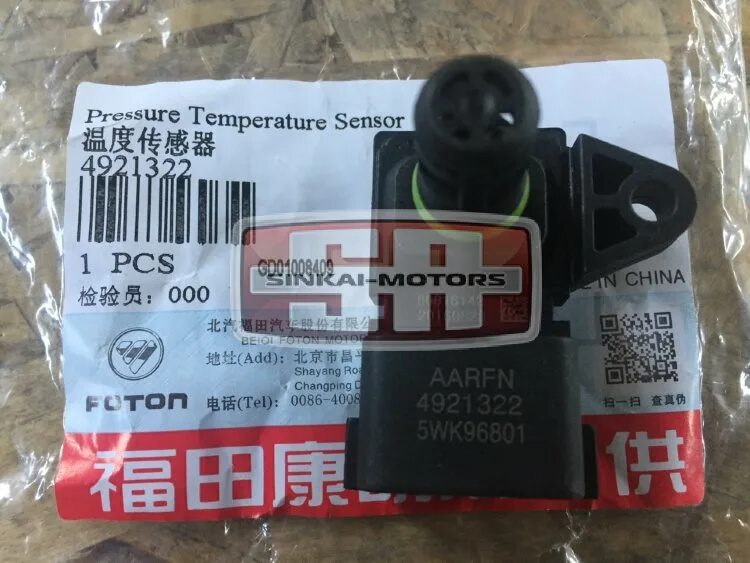 Pressure Temperature Sensor
温度传感器
4921322
1 PCS
GD01008409
检验员：000
SINKAI-MOTORS
IN CHINA
北汽福田汽车股份有限公
BEIQI FOTON MOTOR
地址(Add)： 北京市昌平
Shayang Road
Changping D
电话(Tel)： 0086-4008
FOTON
扫一扫 查真伪
AARFN
4921322
5WK96801
福田康 供